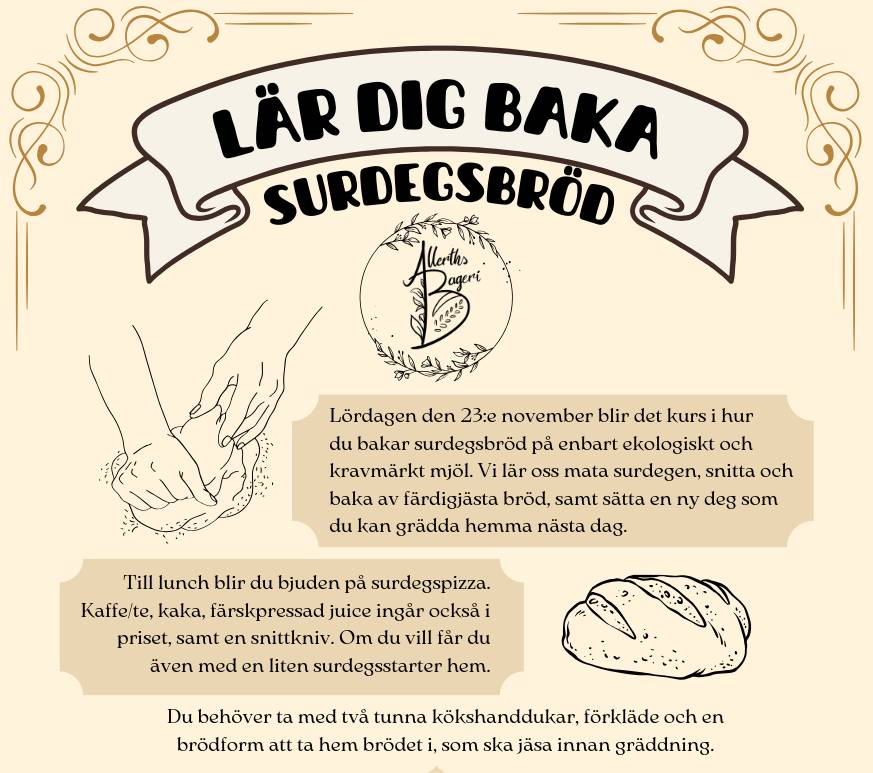 LÄR DIG BAKA
SURDEGSBRÖD
Allerths
Bageri
Lördagen den 23:e november blir det kurs i hur
du bakar surdegsbröd på enbart ekologiskt och
kravmärkt mjöl. Vi lär oss mata surdegen, snitta och
baka av färdigjästa bröd, samt sätta en ny deg som
du kan grädda hemma nästa dag.
Till lunch blir du bjuden på surdegspizza.
Kaffe/te, kaka, färskpressad juice ingår också i
priset, samt en snittkniv. Om du vill får du
även med en liten surdegsstarter hem.
Du behöver ta med två tunna kökshanddukar, förkläde och en
brödform att ta hem brödet i, som ska jäsa innan gräddning.